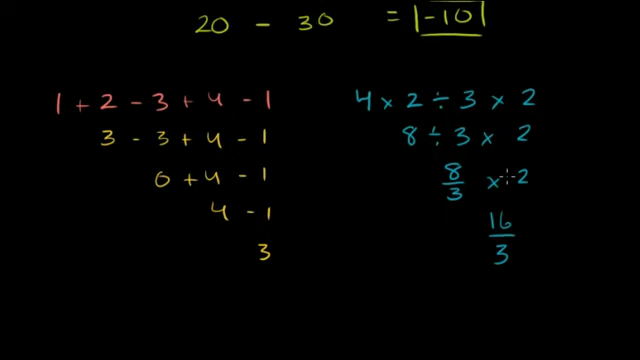 20 - 30 = |-10|
1 + 2 - 3 + 4 - 1
3 - 3 + 4 - 1
0 + 4 - 1
4 - 1
3
4 × 2 ÷ 3 × 2
8 ÷ 3 × 2
8/3 × 2
16/3